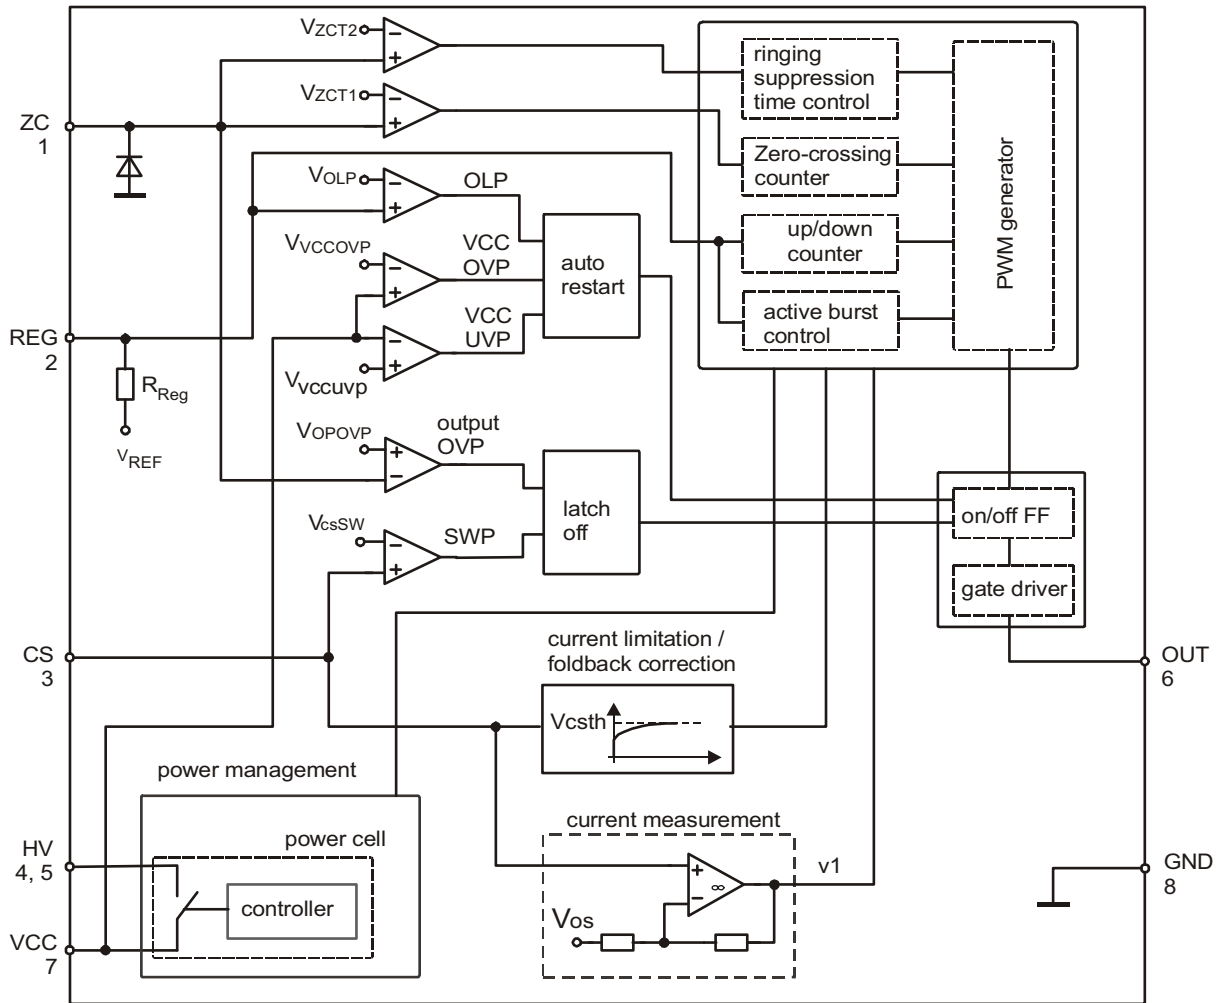 VZCT2
ringing
suppression
time control
VZCT1
ZC
1
Zero-crossing
counter
PWM generator
VOLP
OLP
up/down
counter
VVCCOVP
VCC
OVP
auto
restart
active burst
control
REG
2
VCC
UVP
Vvccuvp
RReg
VREF
VOPOVP
output
OVP
latch
off
on/off FF
VcsSW
SWP
gate driver
CS
3
current limitation /
foldback correction
OUT
6
Vcsth
power management
current measurement
power cell
HV
4, 5
controller
v1
GND
8
+
∞
−
Vos
VCC
7
−
+
−
+
−
+
−
+
−
+
+
−
−
+